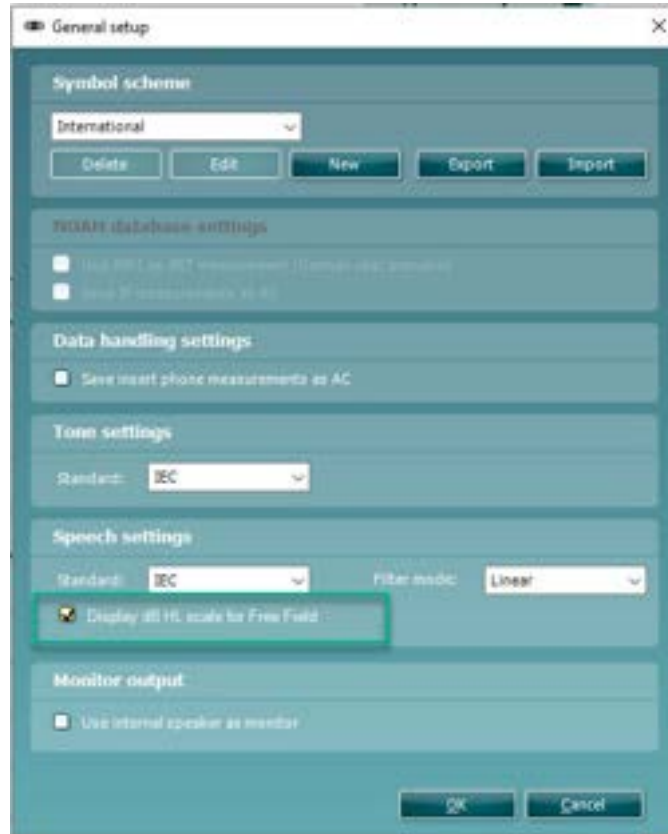 General setup
Symbol scheme
International
Delete Edit New Export Import
NOAH database settings
Data handling settings
Save insert phone measurements as AC
Tone settings
Standard: IEC
Speech settings
Standard: IEC Filter mode: Linear
Display dB HL scale for Free Field
Monitor output
Use internal speaker as monitor
OK Cancel